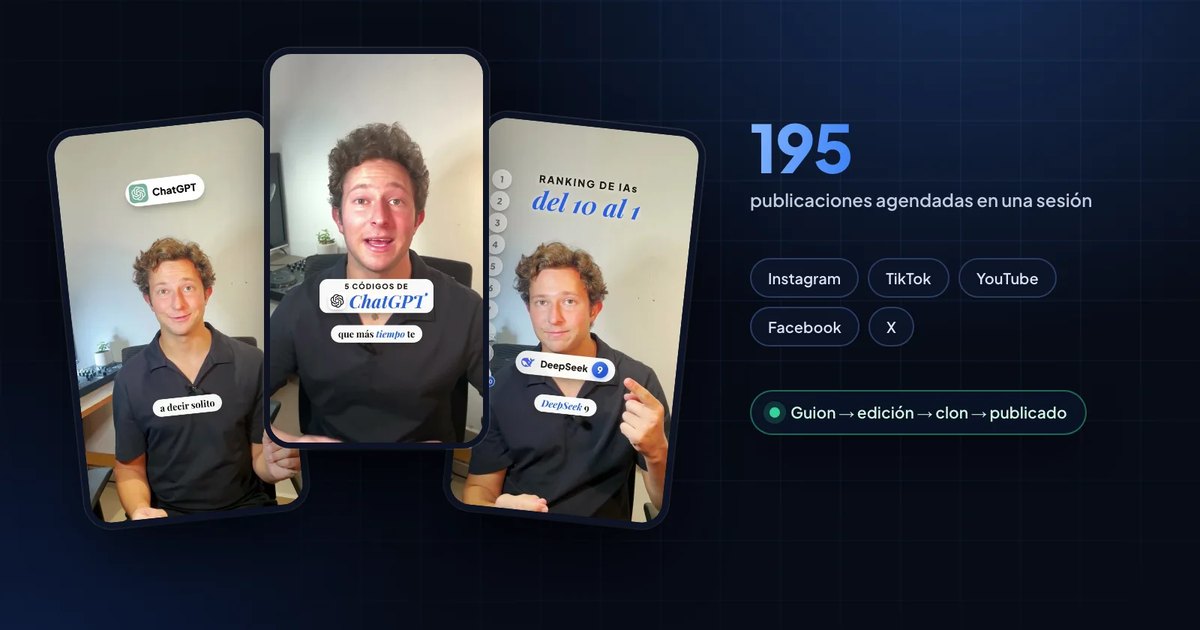 ChatGPT
a decir solito
5 CÓDIGOS DE
ChatGPT
que más tiempo te
RANKING DE IAs
del 10 al 1
1
2
3
4
5
6
DeepSeek 9
DeepSeek 9
195
publicaciones agendadas en una sesión
Instagram
TikTok
YouTube
Facebook
X
Guion → edición → clon → publicado